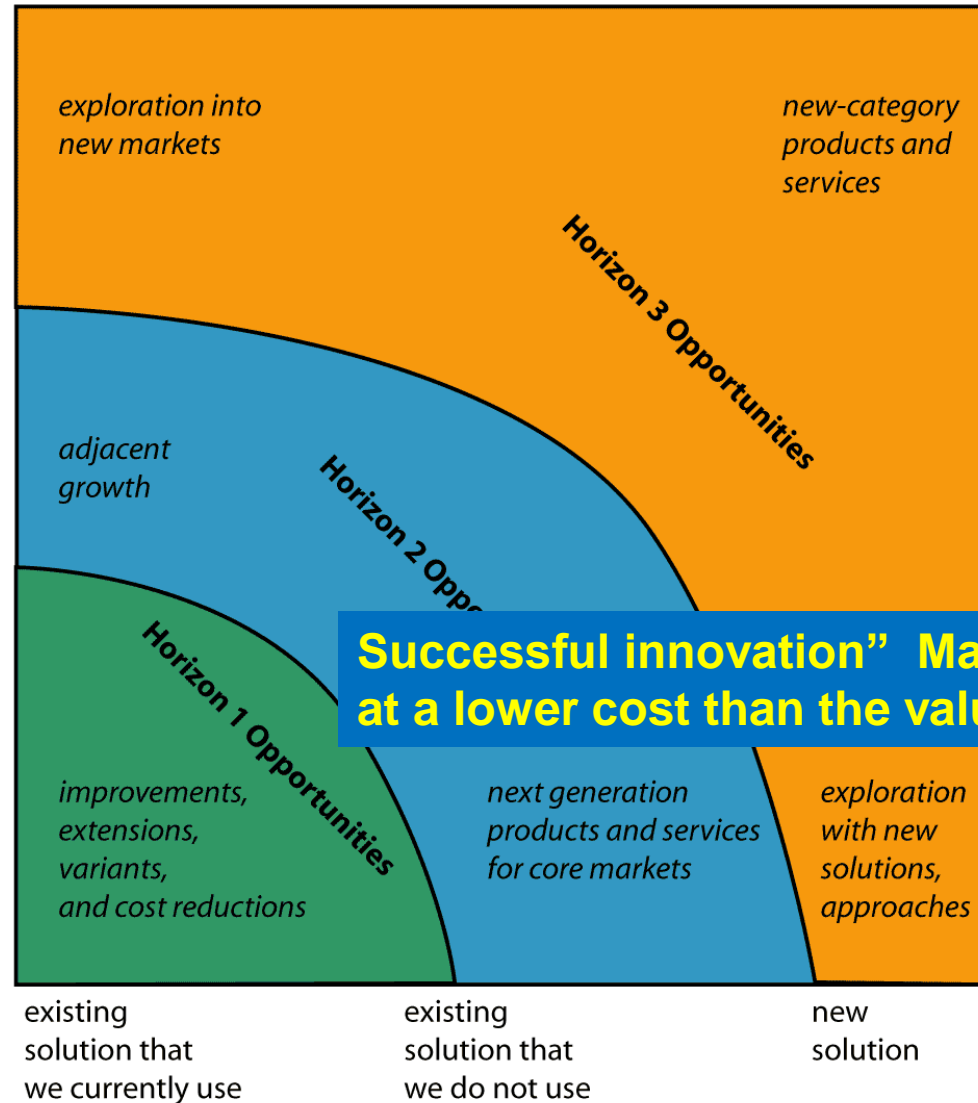 exploration into
new markets
new-category
products and
services
Horizon 3 Opportunities
adjacent
growth
Horizon 2
Successful innovation”  
at a lower cost than the
Horizon 1 Opportunities
improvements,
extensions,
variants,
and cost reductions
next generation
products and services
for core markets
exploration
with new
solutions,
approaches
existing
solution that
we currently use
existing
solution that
we do not use
new
solution